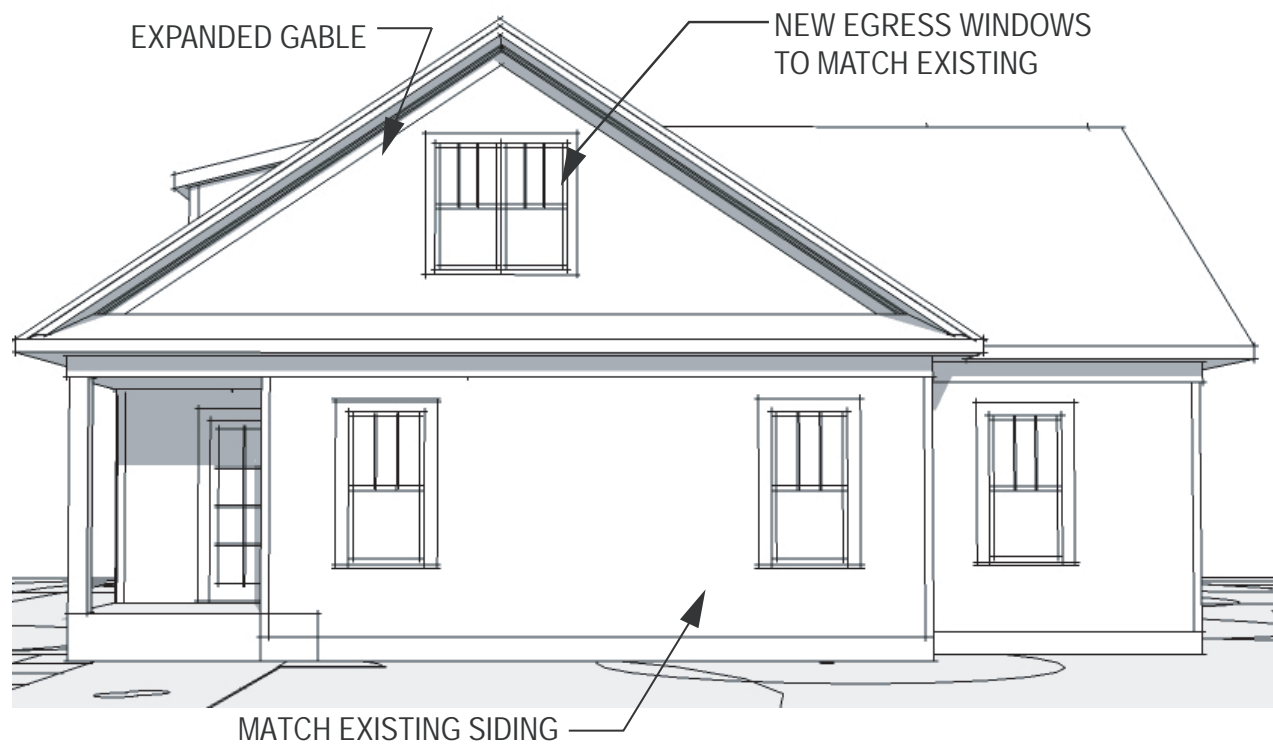 EXPANDED GABLE
NEW EGRESS WINDOWS
TO MATCH EXISTING
MATCH EXISTING SIDING